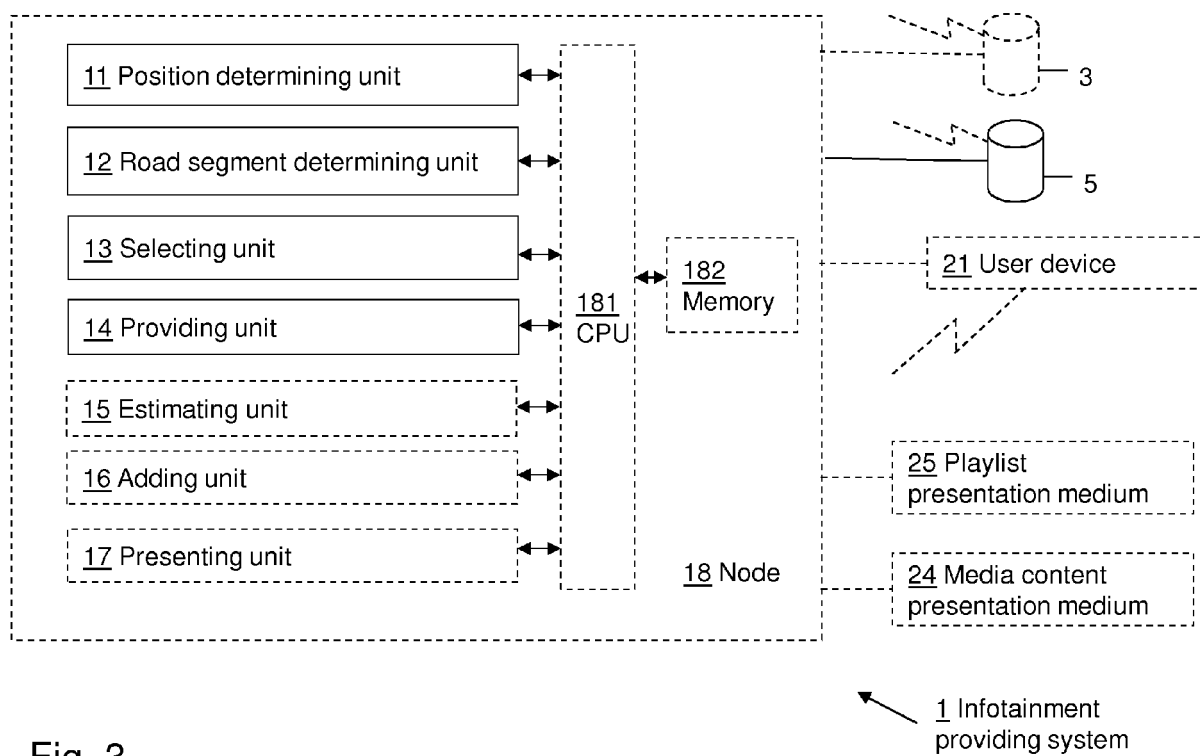 11 Position determining unit
12 Road segment determining unit
13 Selecting unit
14 Providing unit
15 Estimating unit
16 Adding unit
17 Presenting unit
181
CPU
182
Memory
18 Node
3
5
21 User device
25 Playlist
presentation medium
24 Media content
presentation medium
1 Infotainment
providing system